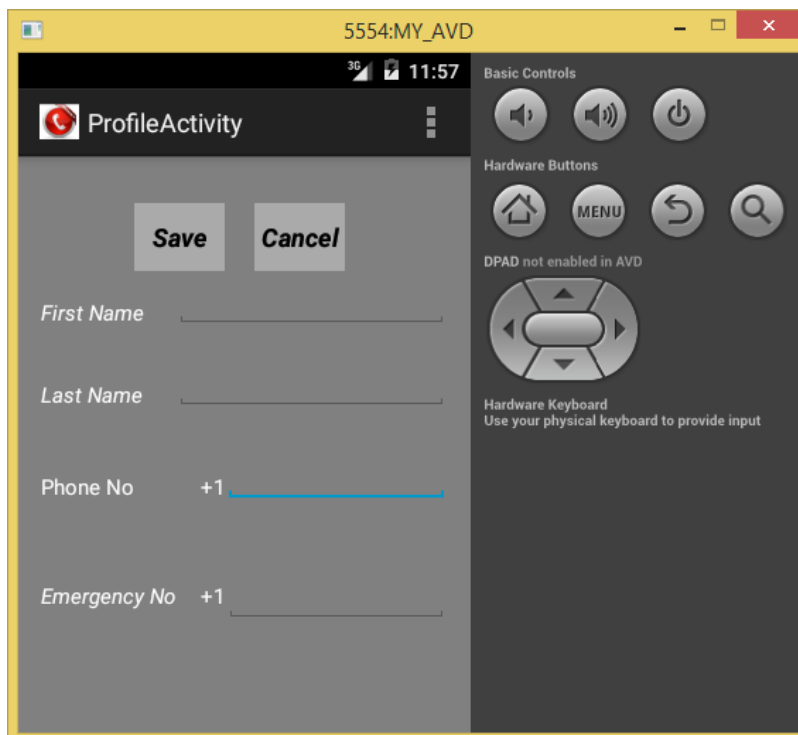 5554:MY_AVD
3G 11:57
ProfileActivity
Save Cancel
First Name
Last Name
Phone No +1
Emergency No +1
Basic Controls
Hardware Buttons
MENU
DPAD not enabled in AVD
Hardware Keyboard
Use your physical keyboard to provide input